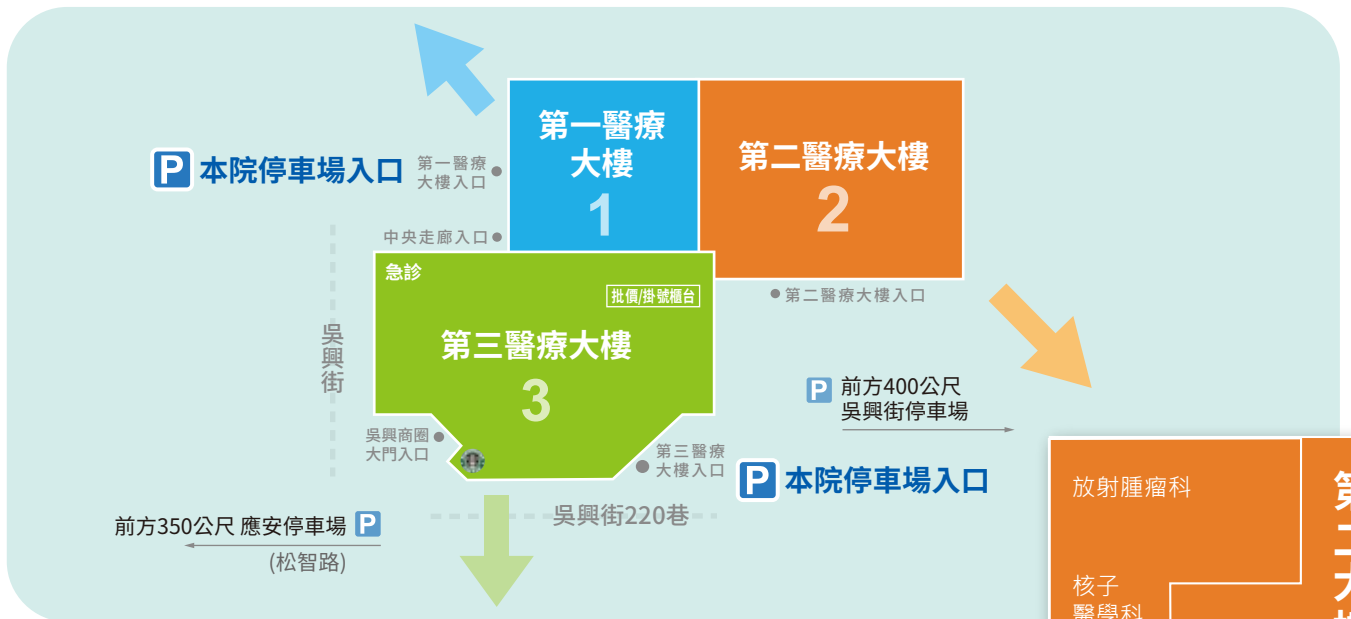 第一醫療
大樓
1
第二醫療大樓
2
P 本院停車場入口
第一醫療
大樓入口
中央走廊入口
急診
批價/掛號櫃台
第三醫療大樓
3
第二醫療大樓入口
吳興街
P 前方400公尺
吳興街停車場
吳興商圈
大門入口
第三醫療
大樓入口
P 本院停車場入口
吳興街220巷
前方350公尺 應安停車場 P
(松智路)
放射腫瘤科
核子
醫學科
第
二
大